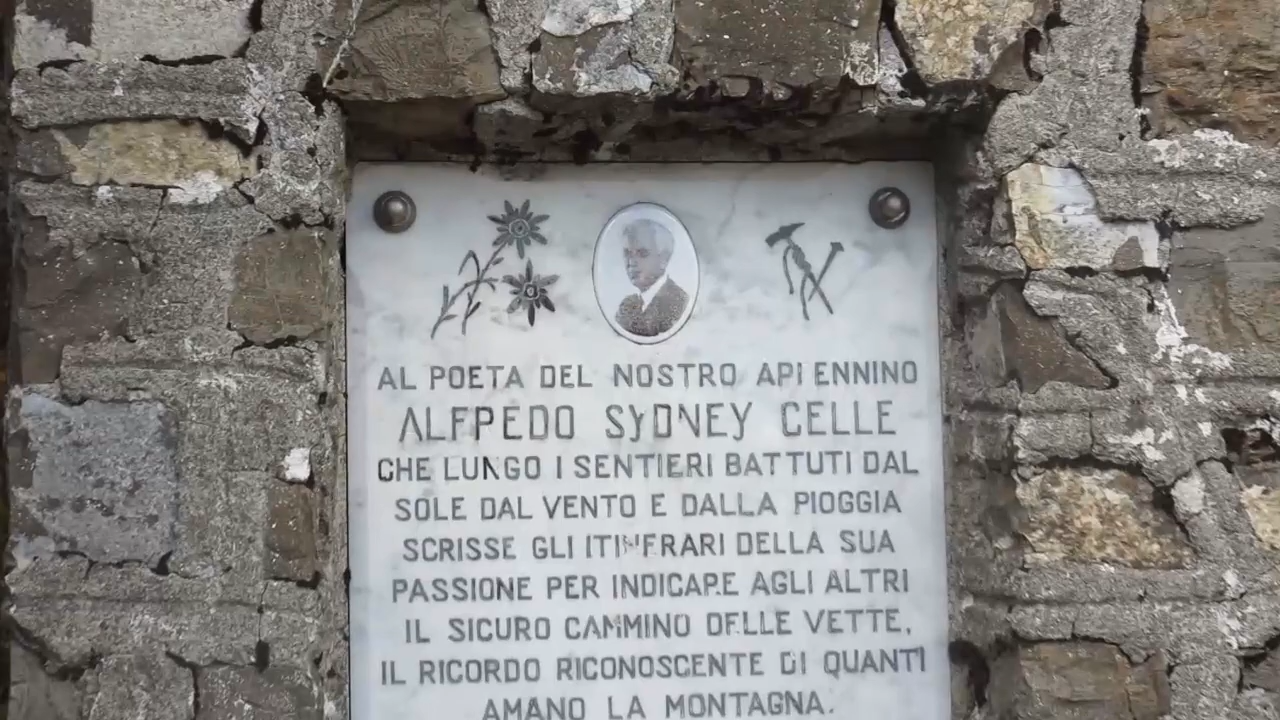 AL POETA DEL NOSTRO APPENNINO
ALFREDO SYDNEY CELLE
CHE LUNGO I SENTIERI BATTUTI DAL
SOLE DAL VENTO E DALLA PIOGGIA
SCRISSE GLI ITINERARI DELLA SUA
PASSIONE PER INDICARE AGLI ALTRI
IL SICURO CAMMINO DELLE VETTE,
IL RICORDO RICONOSCENTE DI QUANTI
AMANO LA MONTAGNA.